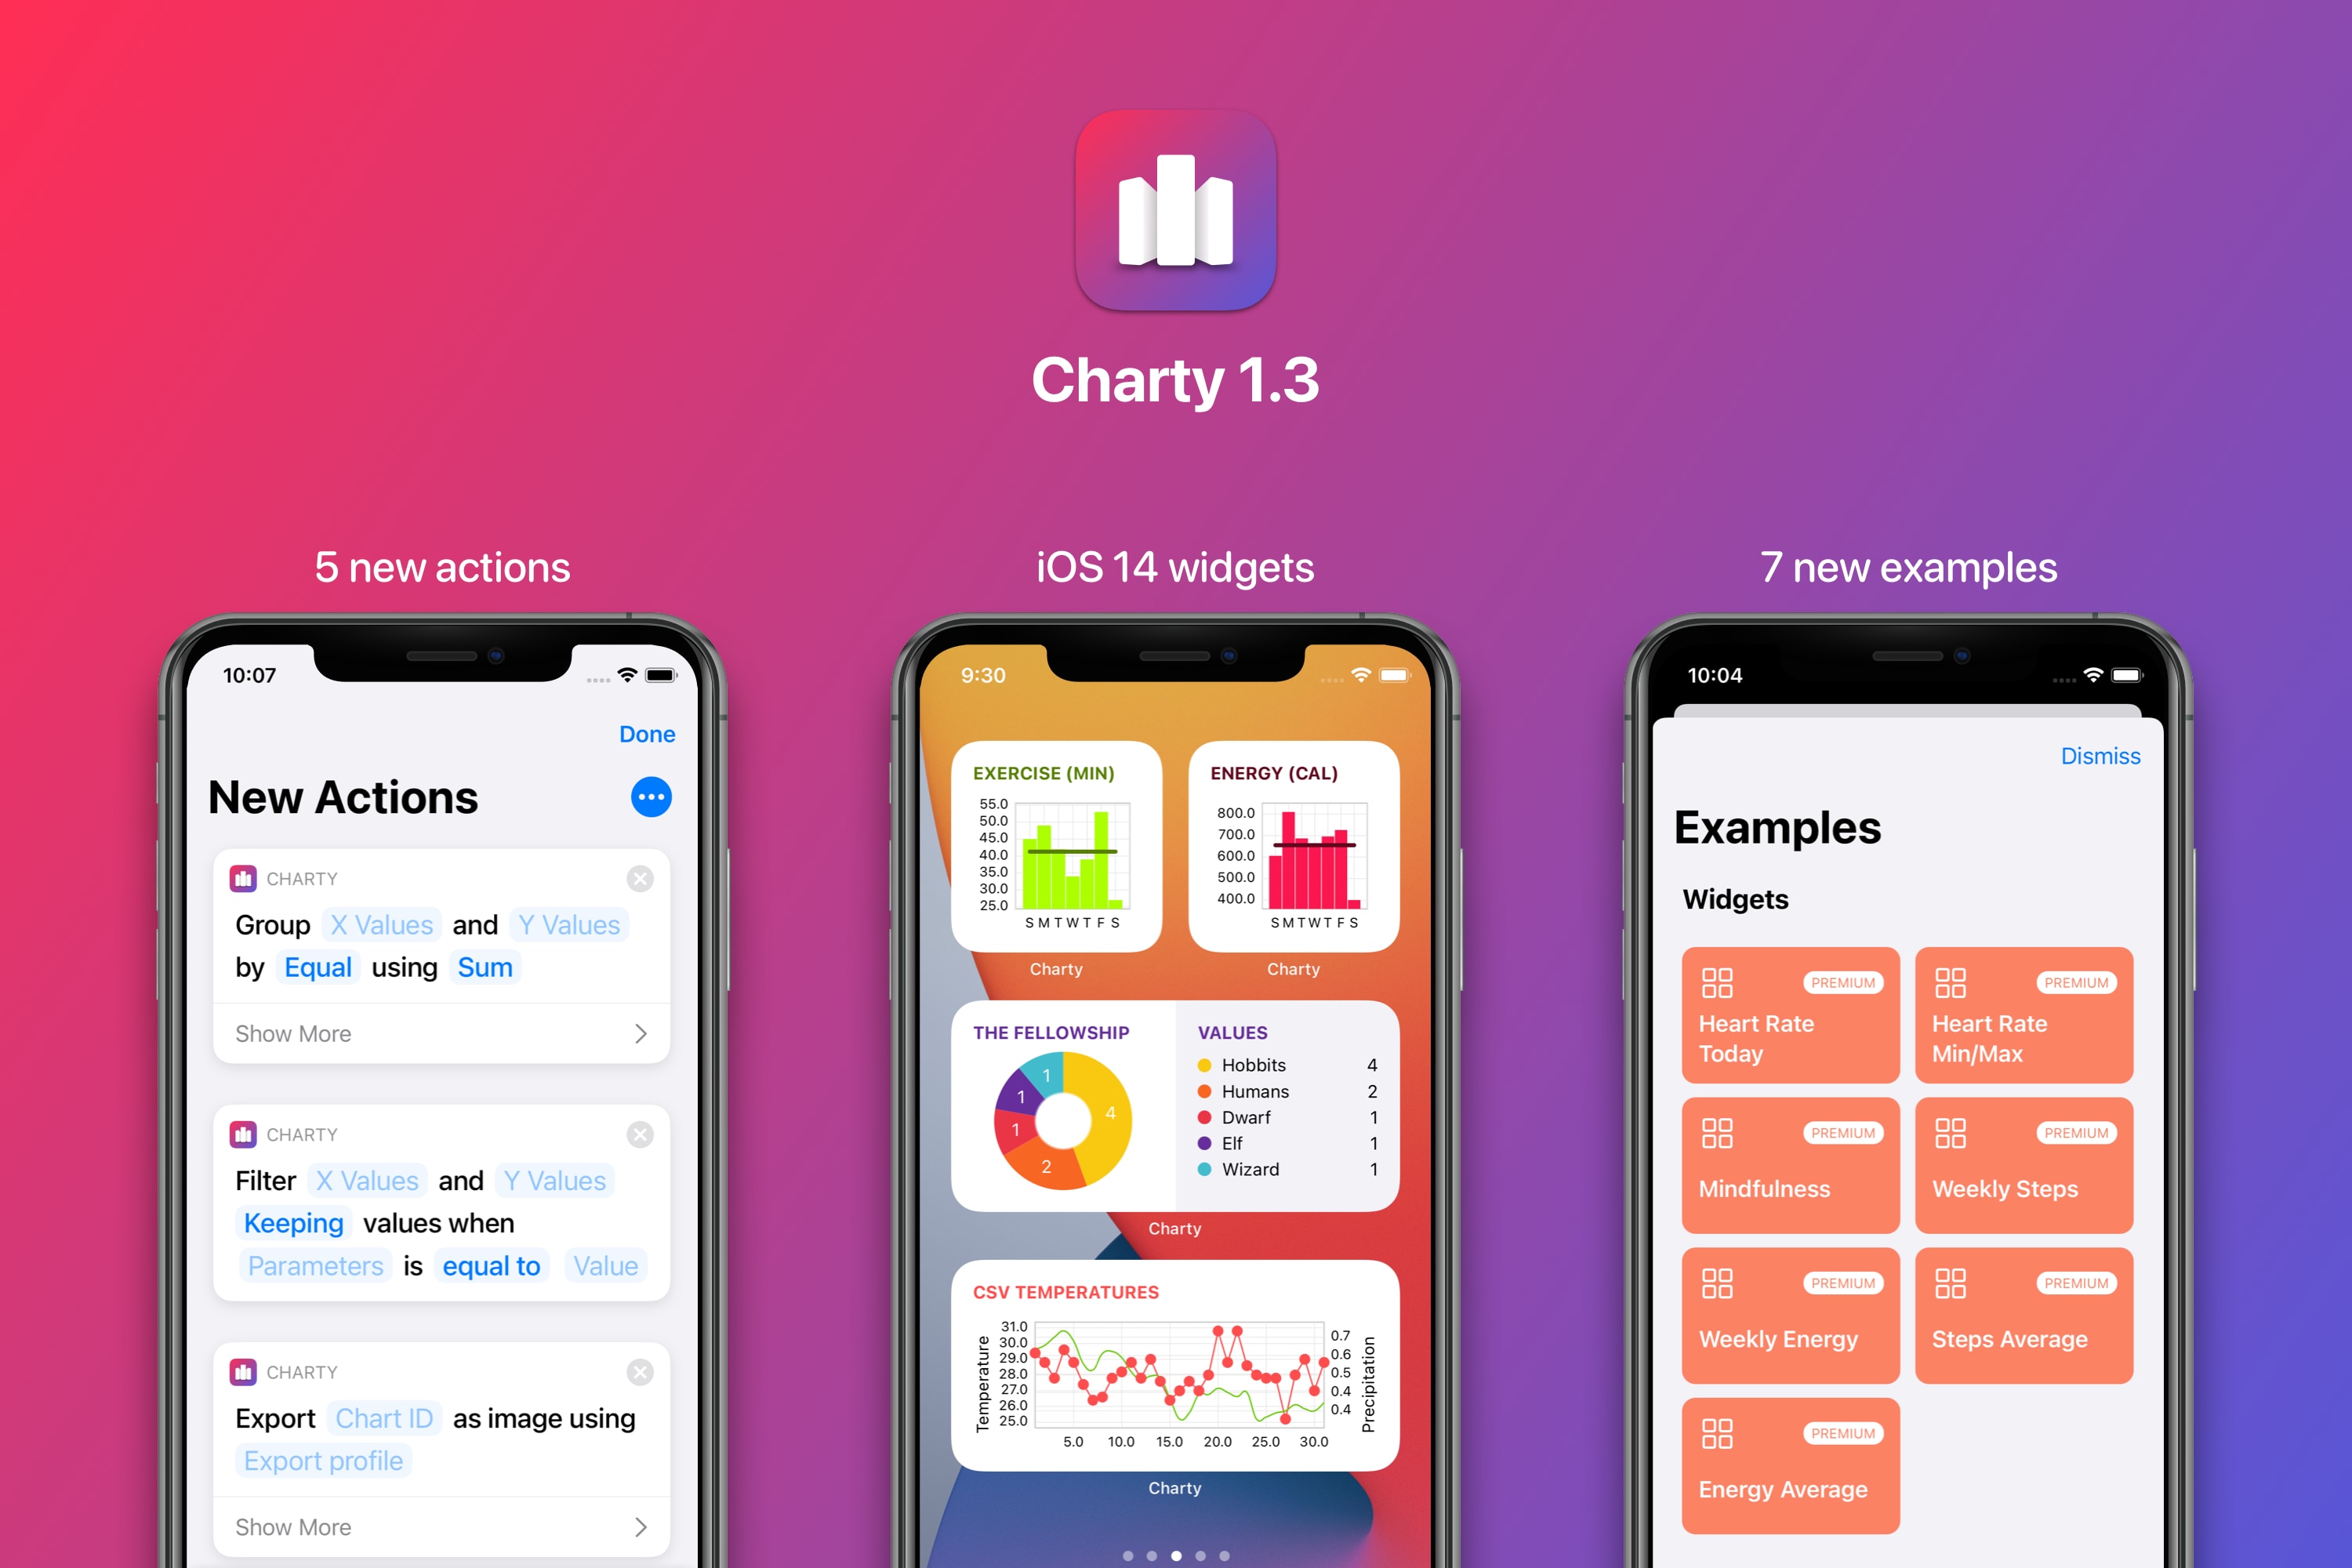 Charty 1.3
5 new actions
10:07
Done
New Actions
CHARTY
Group X Values and Y Values
by Equal using Sum
Show More
CHARTY
Filter X Values and Y Values
Keeping values when
Parameters is equal to Value
CHARTY
Export Chart ID as image using
Export profile
Show More
iOS 14 widgets
9:30
EXERCISE (MIN)
55.0
50.0
45.0
40.0
35.0
30.0
25.0
S M T W T F S
Charty
ENERGY (CAL)
800.0
700.0
600.0
500.0
400.0
S M T W T F S
Charty
THE FELLOWSHIP
1
1
4
1
2
VALUES
Hobbits 4
Humans 2
Dwarf 1
Elf 1
Wizard 1
Charty
CSV TEMPERATURES
Temperature
31.0
30.0
29.0
28.0
27.0
26.0
25.0
5.0 10.0 15.0 20.0 25.0 30.0
0.7
0.6
0.5
0.4
0.4
Precipitation
Charty
7 new examples
10:04
Dismiss
Examples
Widgets
PREMIUM
Heart Rate
Today
PREMIUM
Heart Rate
Min/Max
PREMIUM
Mindfulness
PREMIUM
Weekly Steps
PREMIUM
Weekly Energy
PREMIUM
Steps Average
PREMIUM
Energy Average